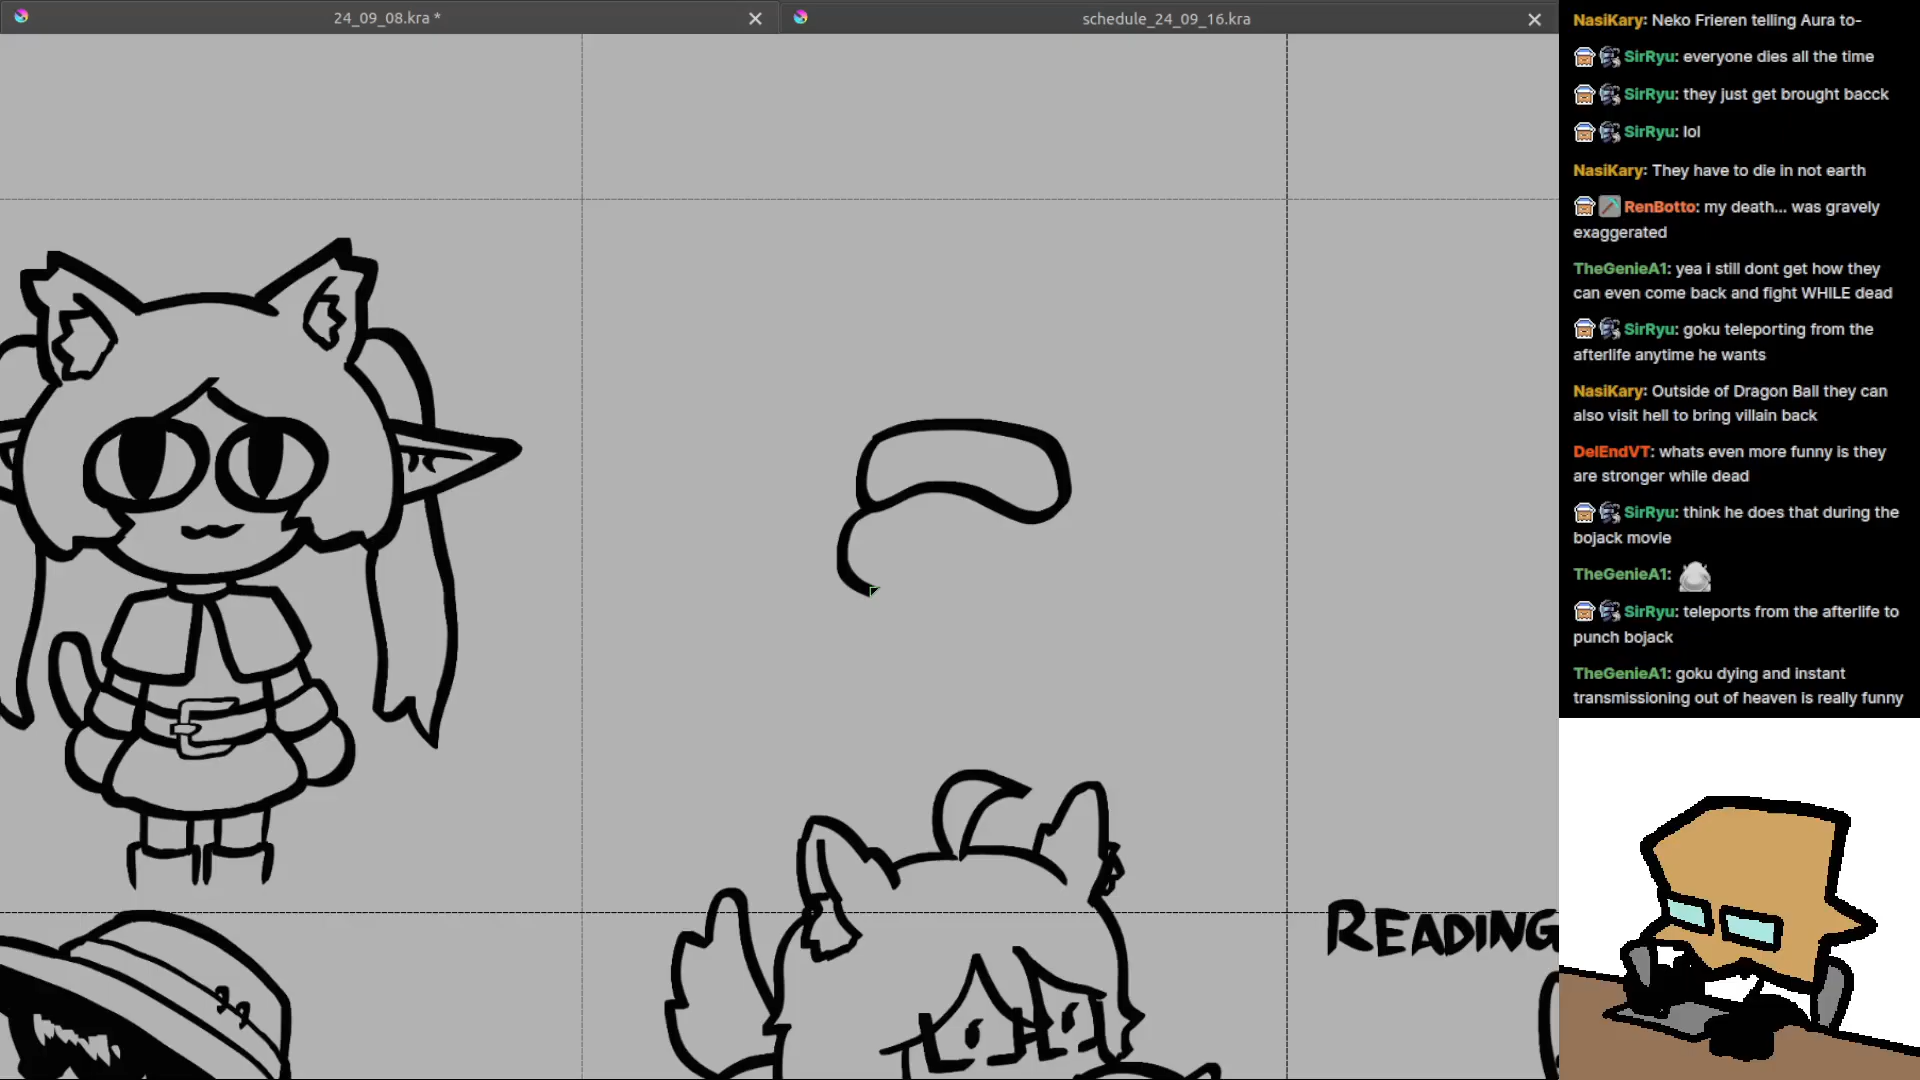 24_09_08.kra *
schedule_24_09_16.kra
NasiKary: Neko Frieren telling Aura to-
SirRyu: everyone dies all the time
SirRyu: they just get brought bacck
SirRyu: lol
NasiKary: They have to die in not earth
RenBotto: my death... was gravely
exaggerated
TheGenieA1: yea i still dont get how they
can even come back and fight WHILE dead
SirRyu: goku teleporting from the
afterlife anytime he wants
NasiKary: Outside of Dragon Ball they can
also visit hell to bring villain back
DelEndVT: whats even more funny is they
are stronger while dead
SirRyu: think he does that during the
bojack movie
TheGenieA1:
SirRyu: teleports from the afterlife to
punch bojack
TheGenieA1: goku dying and instant
transmissioning out of heaven is really funny
READING